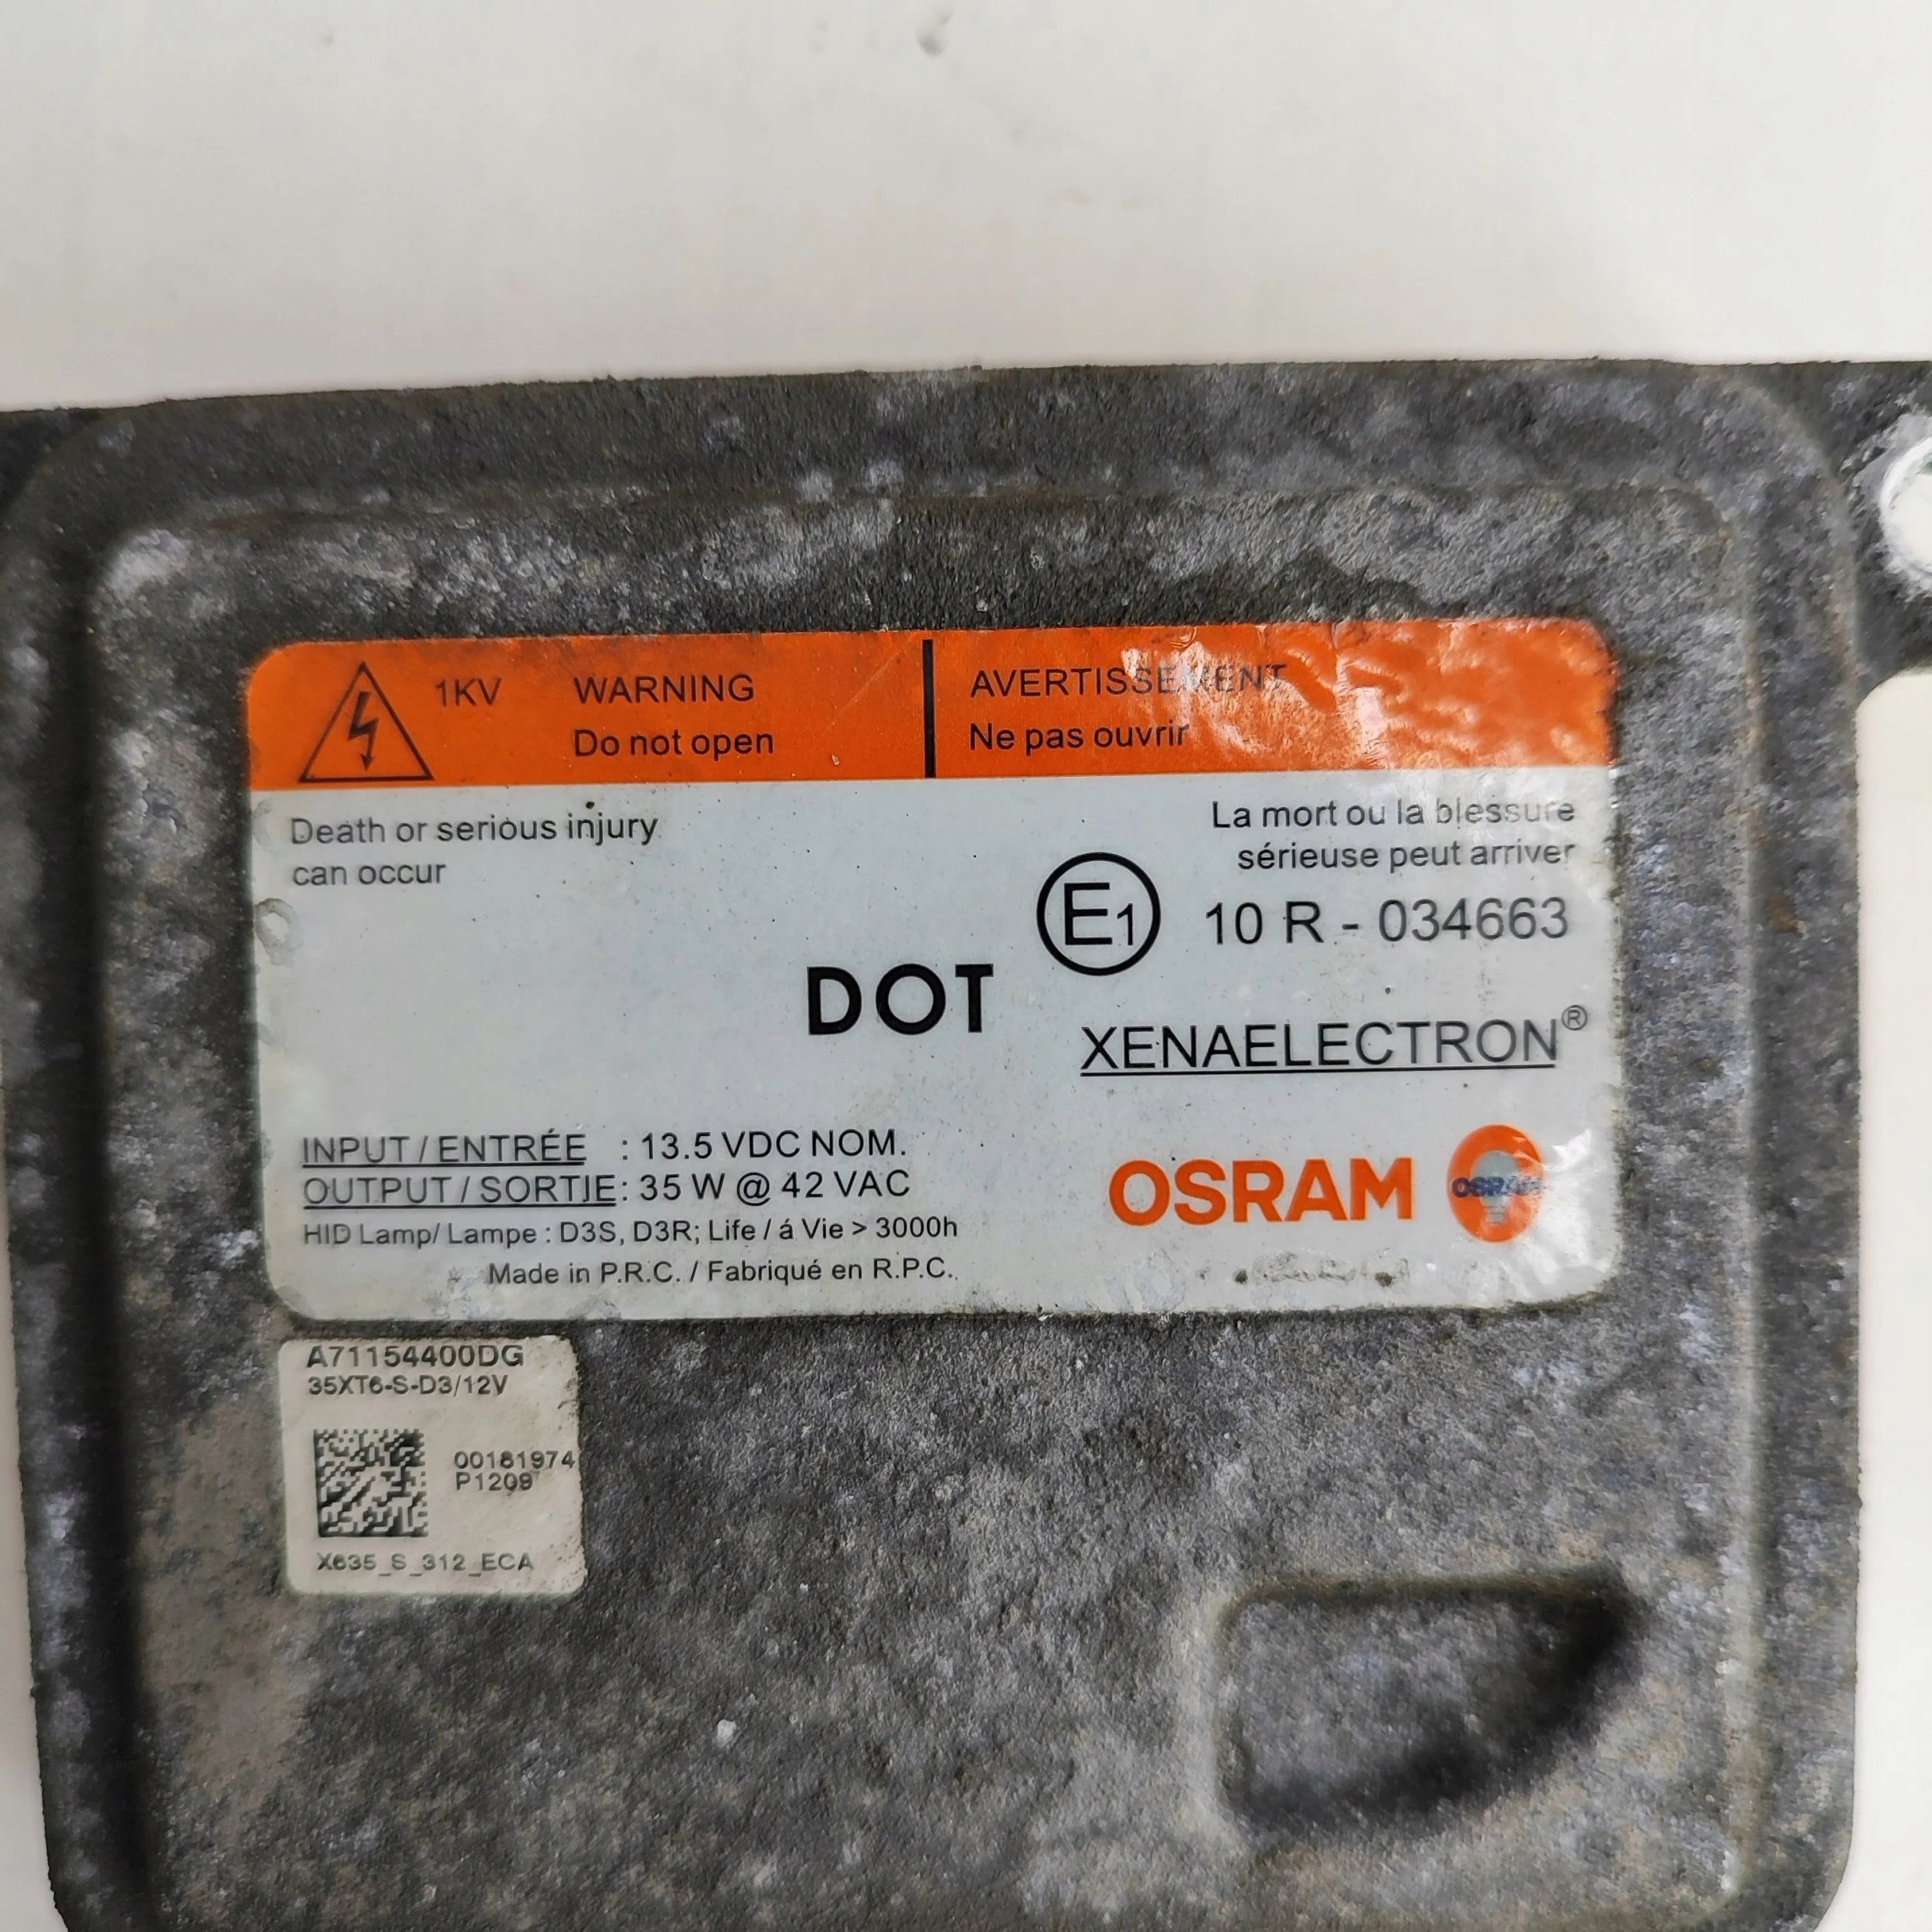 1KV WARNING AVERTISSEMENT
Do not open Ne pas ouvrir
Death or serious injury
can occur
La mort ou la blessure
sérieuse peut arriver
E1 10 R - 034663
DOT
XENAELECTRON®
INPUT / ENTRÉE : 13.5 VDC NOM.
OUTPUT / SORTIE : 35 W @ 42 VAC
HID Lamp/ Lampe : D3S, D3R; Life / á Vie > 3000h
Made in P.R.C. / Fabriqué en R.P.C.
OSRAM OSRAM
A71154400DG
35XT6-S-D3/12V
00181974
P1209
X635_S_312_ECA